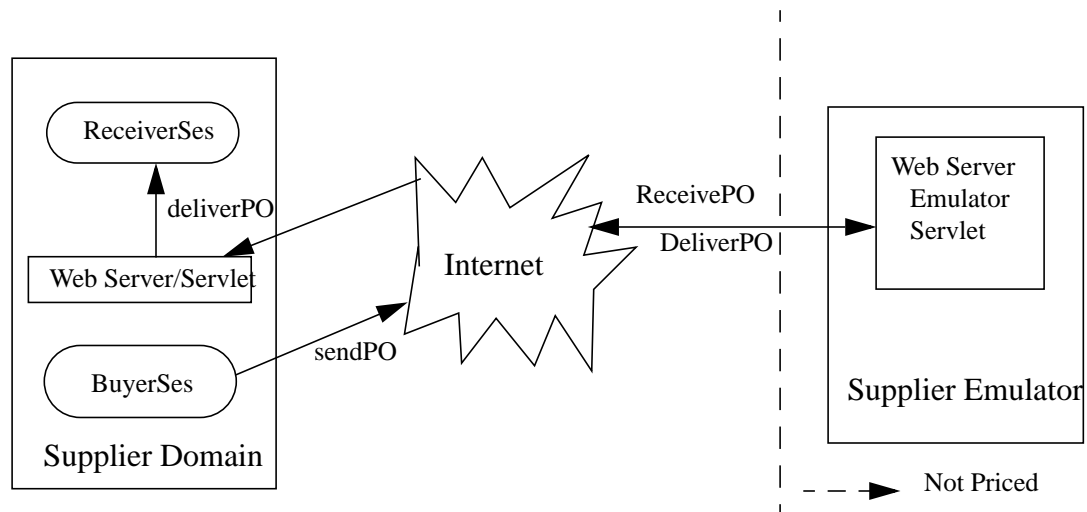 ReceiverSes
deliverPO
Web Server/Servlet
BuyerSes
Supplier Domain
sendPO
Internet
ReceivePO
DeliverPO
Web Server
Emulator
Servlet
Supplier Emulator
Not Priced